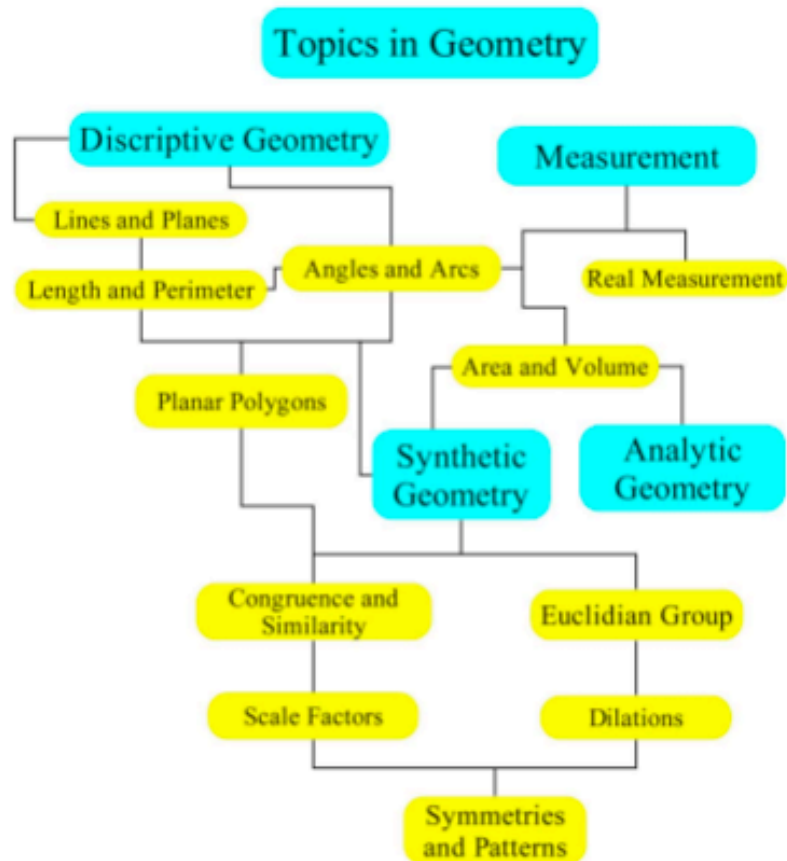 Topics in Geometry
Discriptive Geometry
Measurement
Lines and Planes
Angles and Arcs
Real Measurement
Length and Perimeter
Area and Volume
Planar Polygons
Synthetic
Geometry
Analytic
Geometry
Congruence and
Similarity
Euclidian Group
Scale Factors
Dilations
Symmetries
and Patterns